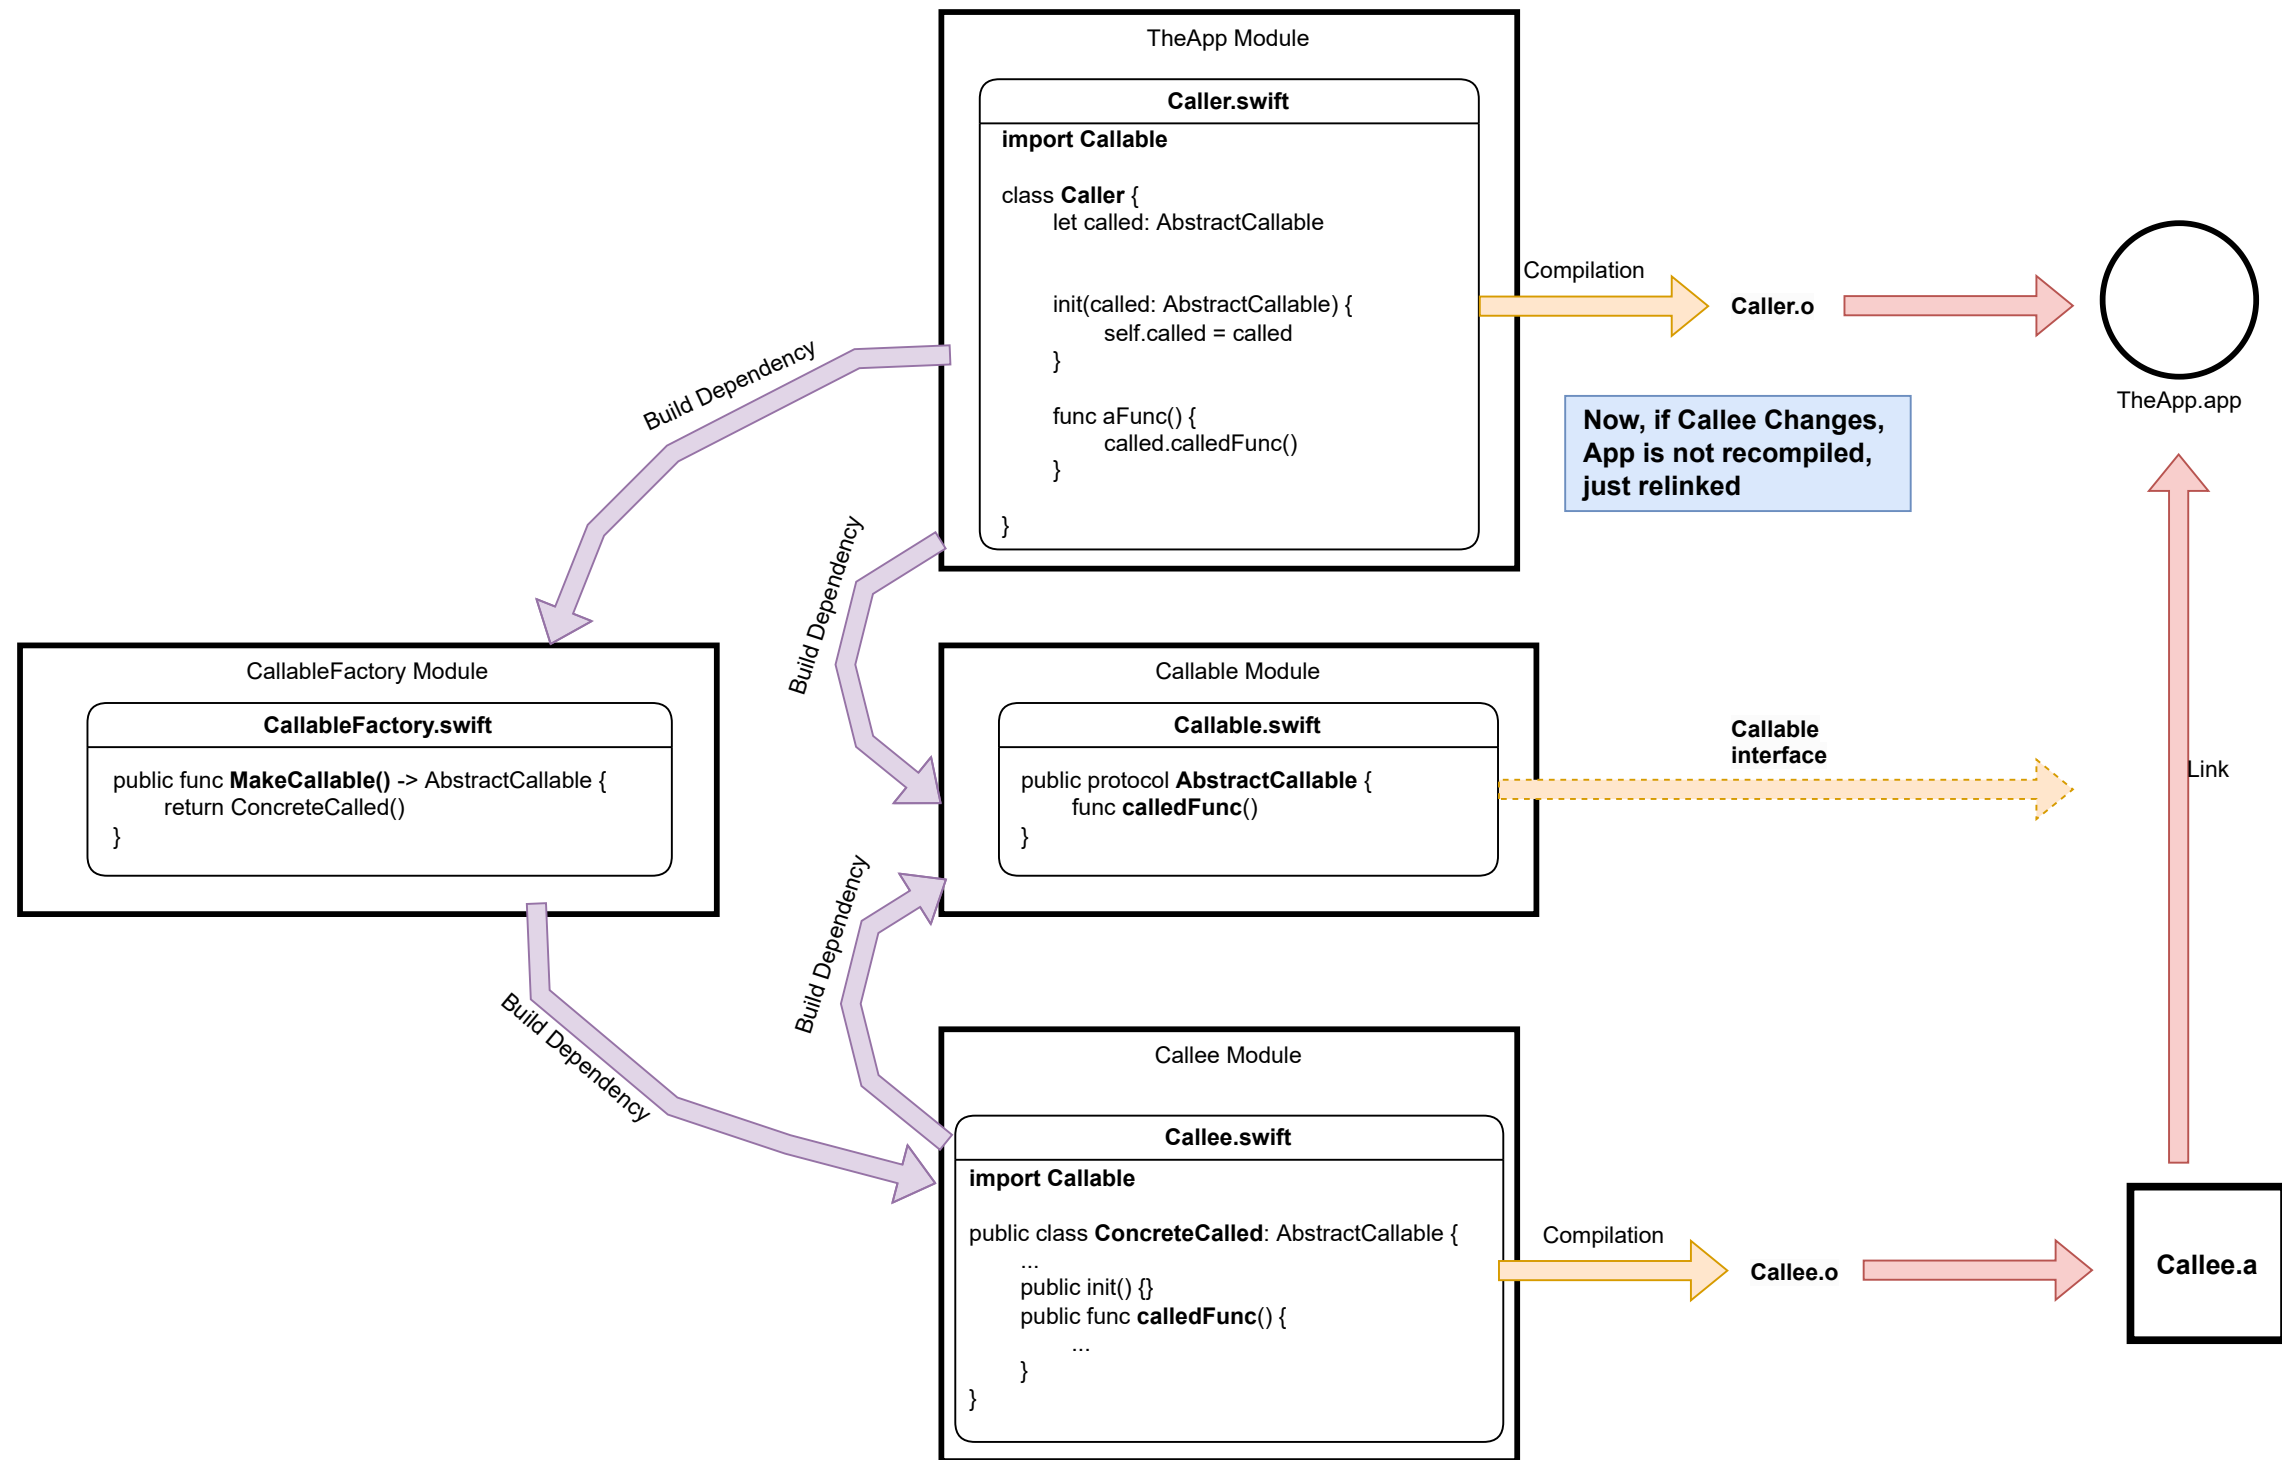 TheApp Module
Caller.swift
import Callable
class Caller {
let called: AbstractCallable
init(called: AbstractCallable) {
self.called = called
}
func aFunc() {
called.calledFunc()
}
}
Compilation
Caller.o
TheApp.app
Now, if Callee Changes,
App is not recompiled,
just relinked
Build Dependency
Build Dependency
CallableFactory Module
CallableFactory.swift
public func MakeCallable() -> AbstractCallable {
return ConcreteCalled()
}
Callable Module
Callable.swift
public protocol AbstractCallable {
func calledFunc()
}
Callable
interface
Link
Build Dependency
Build Dependency
Callee Module
Callee.swift
import Callable
public class ConcreteCalled: AbstractCallable {
...
public init() {}
public func calledFunc() {
...
}
}
Compilation
Callee.o
Callee.a